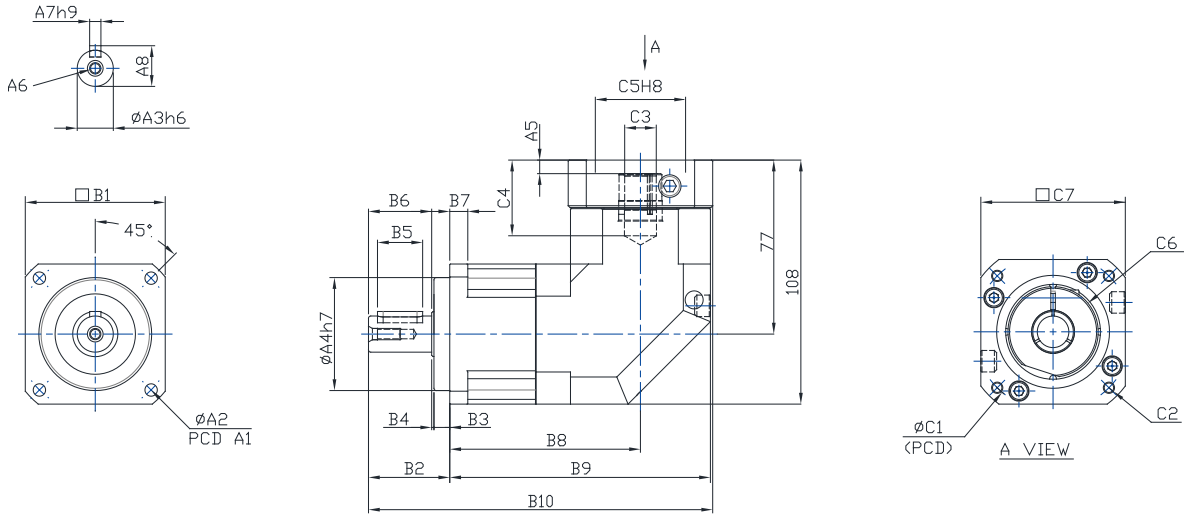 A7h9
A6
A8
ØA3h6
□B1
45°
ØA2
PCD A1
A
C5H8
C3
A5
C4
B6
B7
B5
ØA4h7
77
108
B4
B3
B8
B2
B9
B10
□C7
C6
ØC1
(PCD)
C2
A VIEW